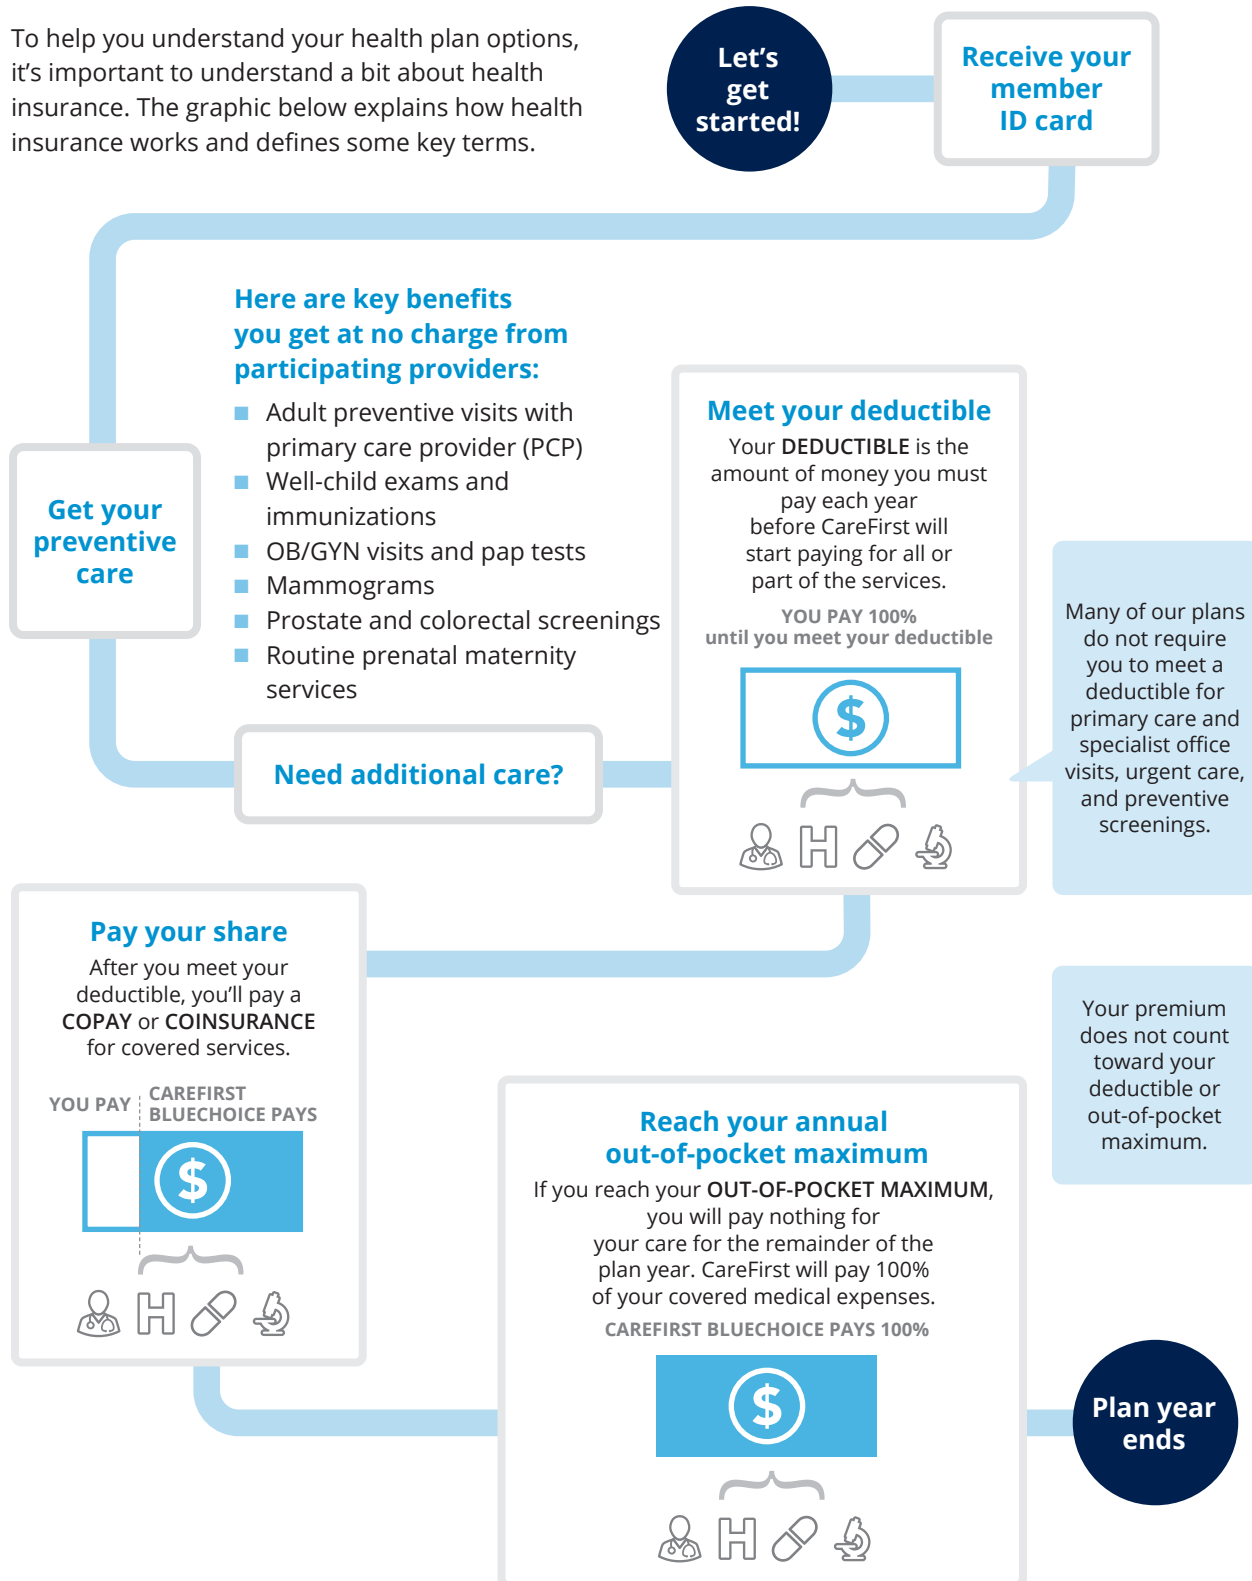 To help you understand your health plan options,
it's important to understand a bit about health
insurance. The graphic below explains how health
insurance works and defines some key terms.
Let's
get
started!
Receive your
member
ID card
Get your
preventive
care
Here are key benefits
you get at no charge from
participating providers:
■ Adult preventive visits with
primary care provider (PCP)
■ Well-child exams and
immunizations
■ OB/GYN visits and pap tests
■ Mammograms
■ Prostate and colorectal screenings
■ Routine prenatal maternity
services
Need additional care?
Meet your deductible
Your DEDUCTIBLE is the
amount of money you must
pay each year
before CareFirst will
start paying for all or
part of the services.
YOU PAY 100%
until you meet your deductible
$
H
Many of our plans
do not require
you to meet a
deductible for
primary care and
specialist office
visits, urgent care,
and preventive
screenings.
Pay your share
After you meet your
deductible, you'll pay a
COPAY or COINSURANCE
for covered services.
YOU PAY
CAREFIRST
BLUECHOICE PAYS
$
H
Your premium
does not count
toward your
deductible or
out-of-pocket
maximum.
Reach your annual
out-of-pocket maximum
If you reach your OUT-OF-POCKET MAXIMUM,
you will pay nothing for
your care for the remainder of the
plan year. CareFirst will pay 100%
of your covered medical expenses.
CAREFIRST BLUECHOICE PAYS 100%
$
H
Plan year
ends